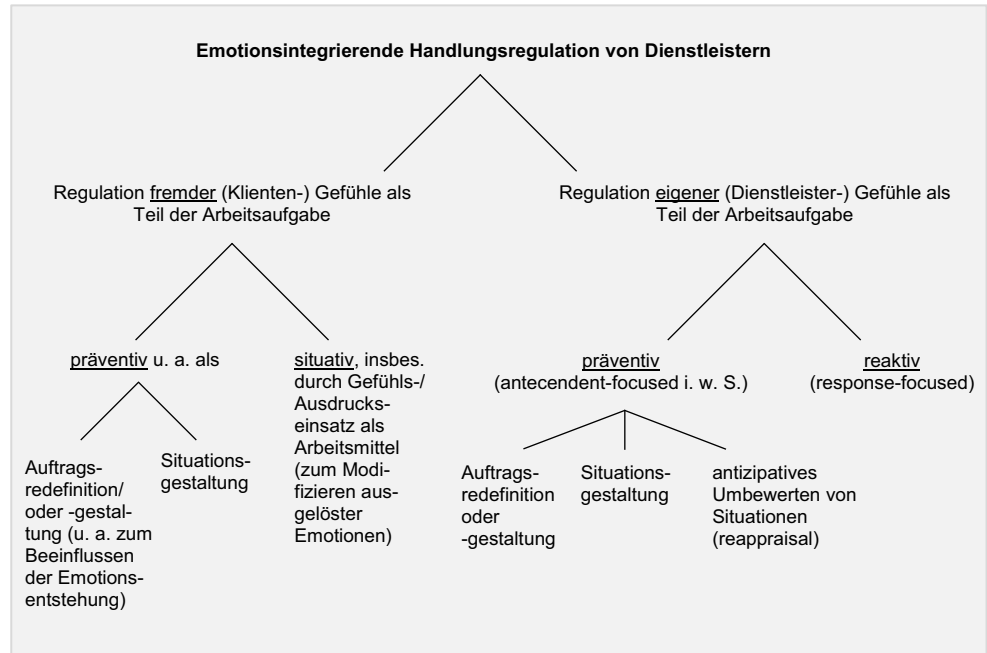 Emotionsintegrierende Handlungsregulation von Dienstleistern
Regulation fremder (Klienten-) Gefühle als
Teil der Arbeitsaufgabe
Regulation eigener (Dienstleister-) Gefühle als
Teil der Arbeitsaufgabe
präventiv u. a. als
situativ, insbes.
durch Gefühls-/
Ausdrucks-
einsatz als
Arbeitsmittel
(zum Modi-
fizieren aus-
gelöster
Emotionen)
präventiv
(antecendent-focused i. w. S.)
reaktiv
(response-focused)
Auftrags-
redefinition/
oder -gestal-
tung (u. a. zum
Beeinflussen
der Emotions-
entstehung)
Situations-
gestaltung
Auftrags-
redefinition
oder
-gestaltung
Situations-
gestaltung
antizipatives
Umbewerten von
Situationen
(reappraisal)